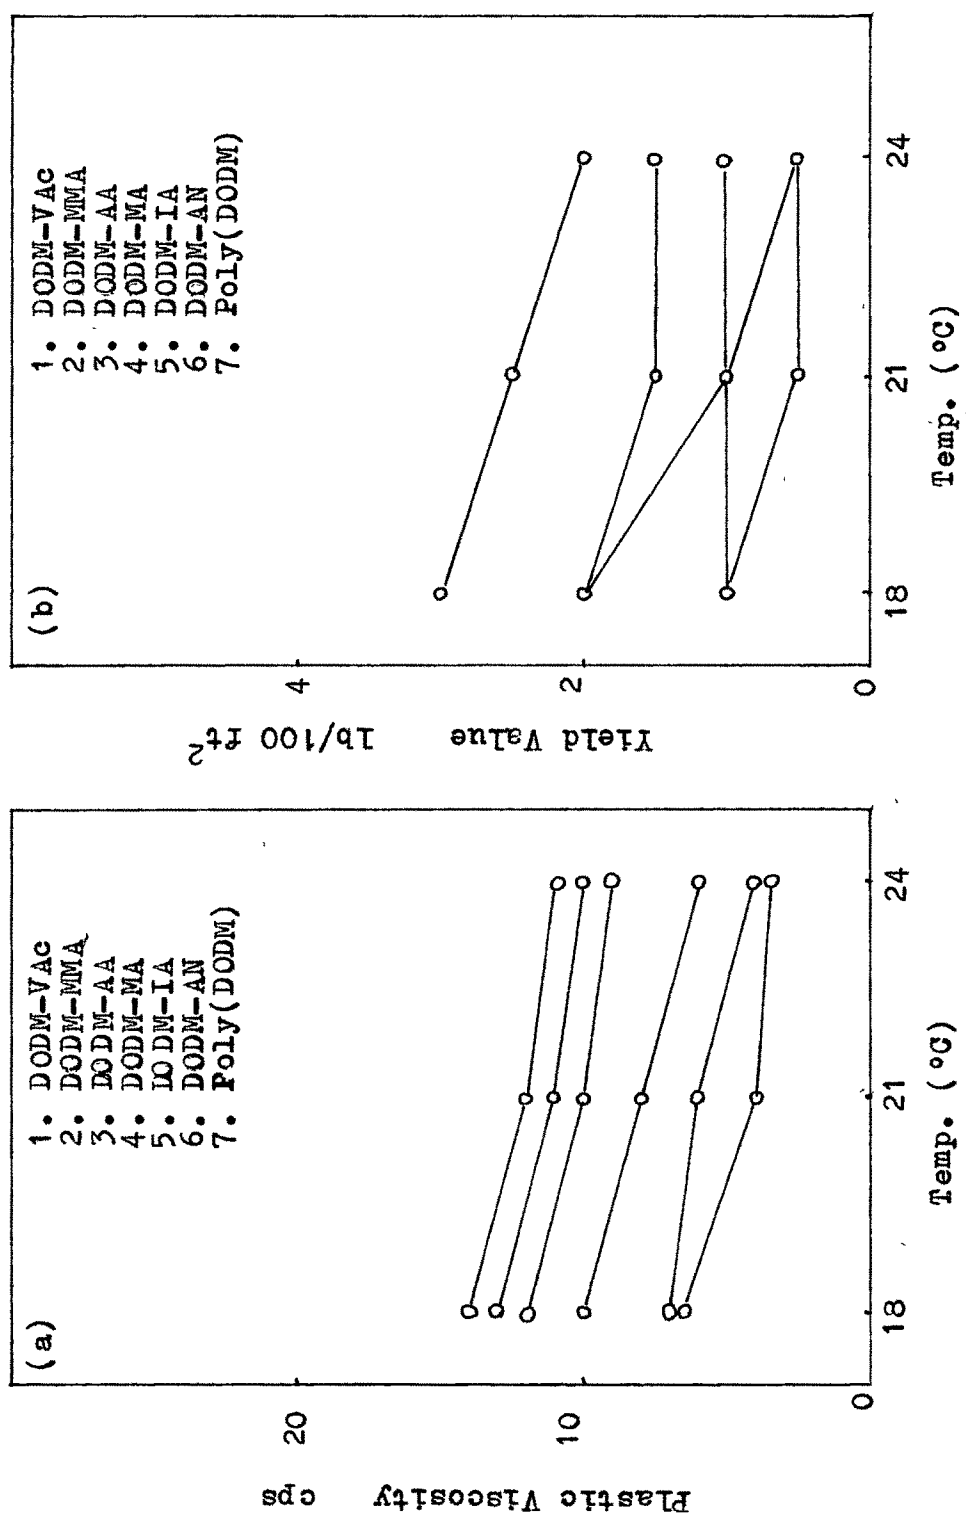 (a)
1. DODM-VAc
2. DODM-MMA
3. DODM-AA
4. DODM-MA
5. DODM-IA
6. DODM-AN
7. Poly(DODM)
Plastic Viscosity cps
20
10
0
18
21
24
Temp. (°C)
(b)
1. DODM-VAc
2. DODM-MMA
3. DODM-AA
4. DODM-MA
5. DODM-IA
6. DODM-AN
7. Poly(DODM)
Yield Value lb/100 ft²
4
2
0
18
21
24
Temp. (°C)